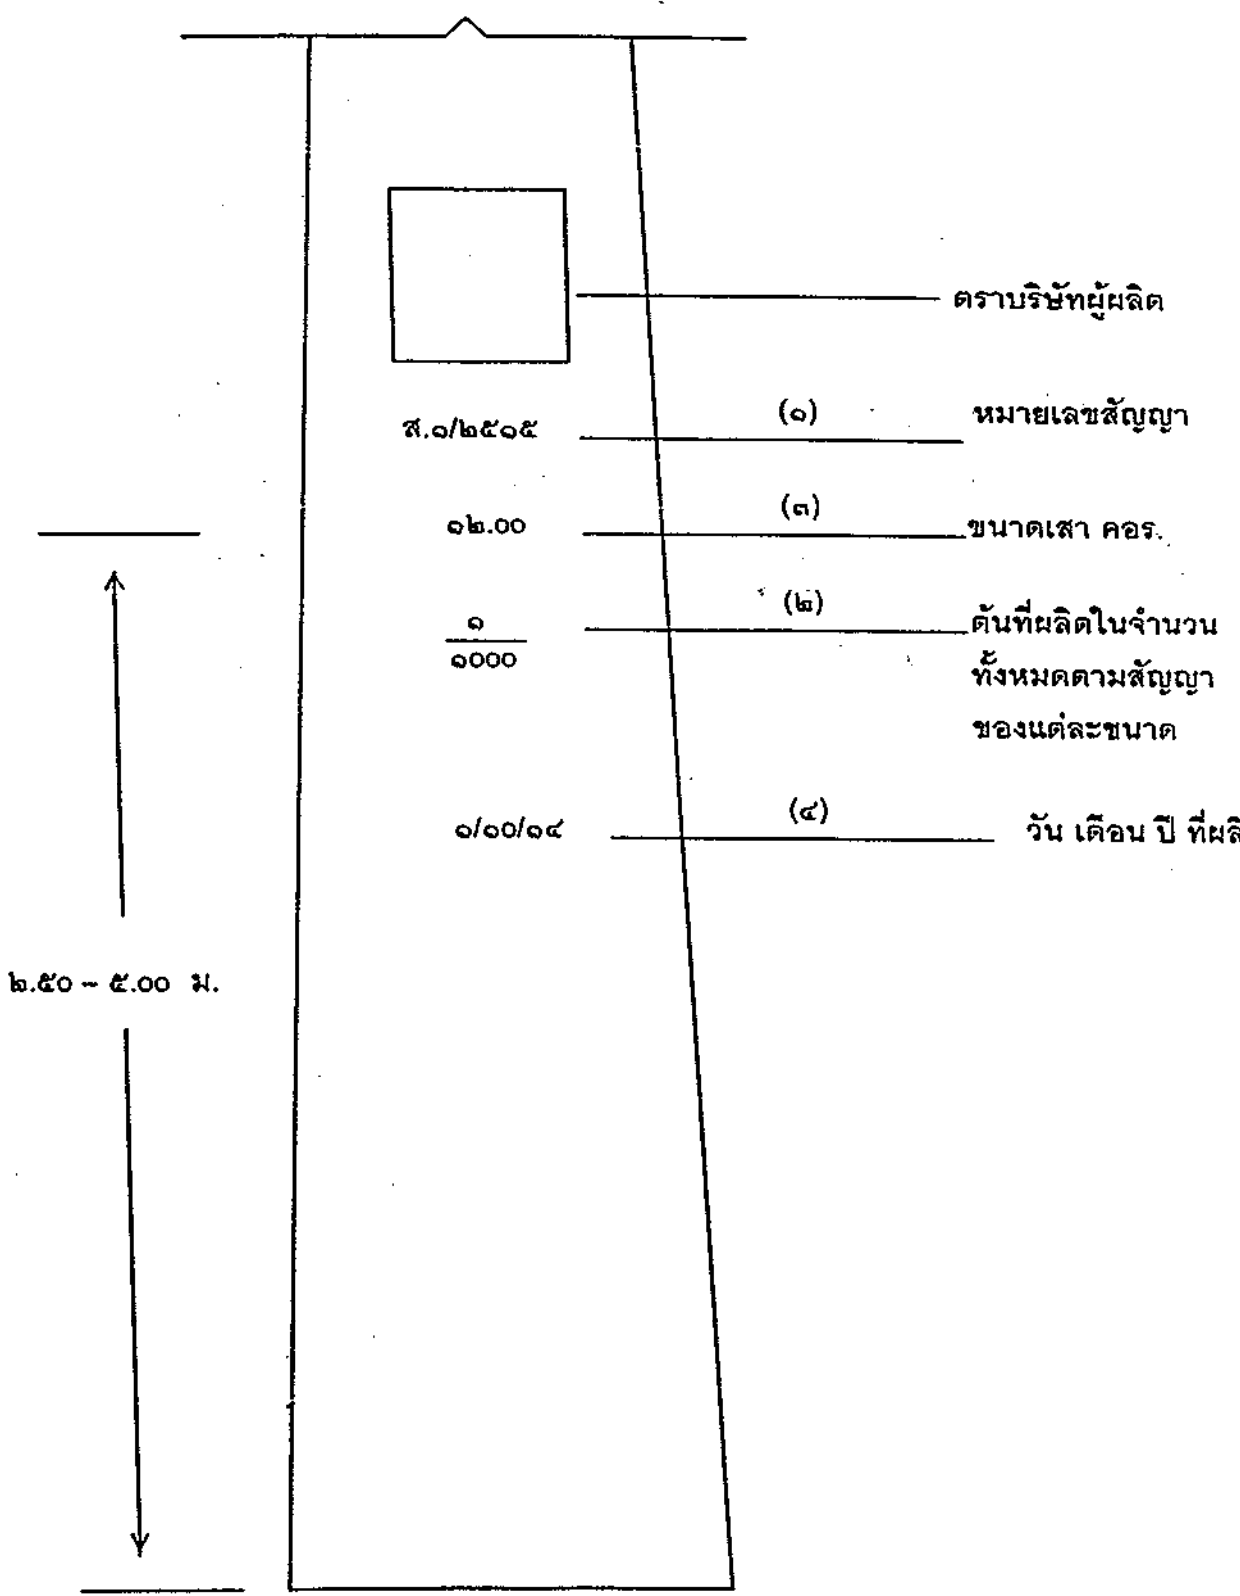 ตราบริษัทผู้ผลิต
ส.๑/๒๕๑๕ (๑) หมายเลขสัญญา
๑๒.๐๐ (๓) ขนาดเสา คอร.
๑ (๒) ต้นที่ผลิตในจำนวน
๑๐๐๐ ทั้งหมดตามสัญญา
ของแต่ละขนาด
๑/๑๐/๑๔ (๔) วัน เดือน ปี ที่ผลิ
๒.๕๐ - ๕.๐๐ ม.